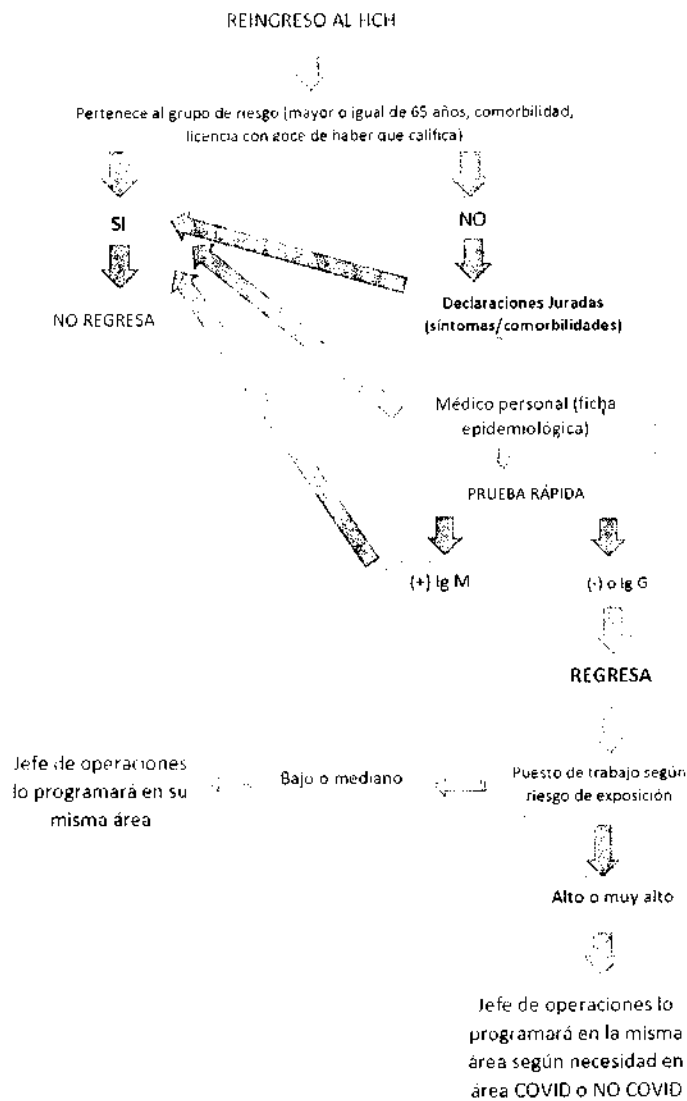 REINGRESO AL HCH
Pertenece al grupo de riesgo (mayor o igual de 65 años, comorbilidad,
licencia con goce de haber que califica)
SI
NO
NO REGRESA
Declaraciones Juradas
(síntomas/comorbilidades)
Médico personal (ficha
epidemiológica)
PRUEBA RÁPIDA
(+) Ig M
(-) o Ig G
REGRESA
Jefe de operaciones
lo programará en su
misma área
Bajo o mediano
Puesto de trabajo según
riesgo de exposición
Alto o muy alto
Jefe de operaciones lo
programará en la misma
área según necesidad en
área COVID o NO COVID